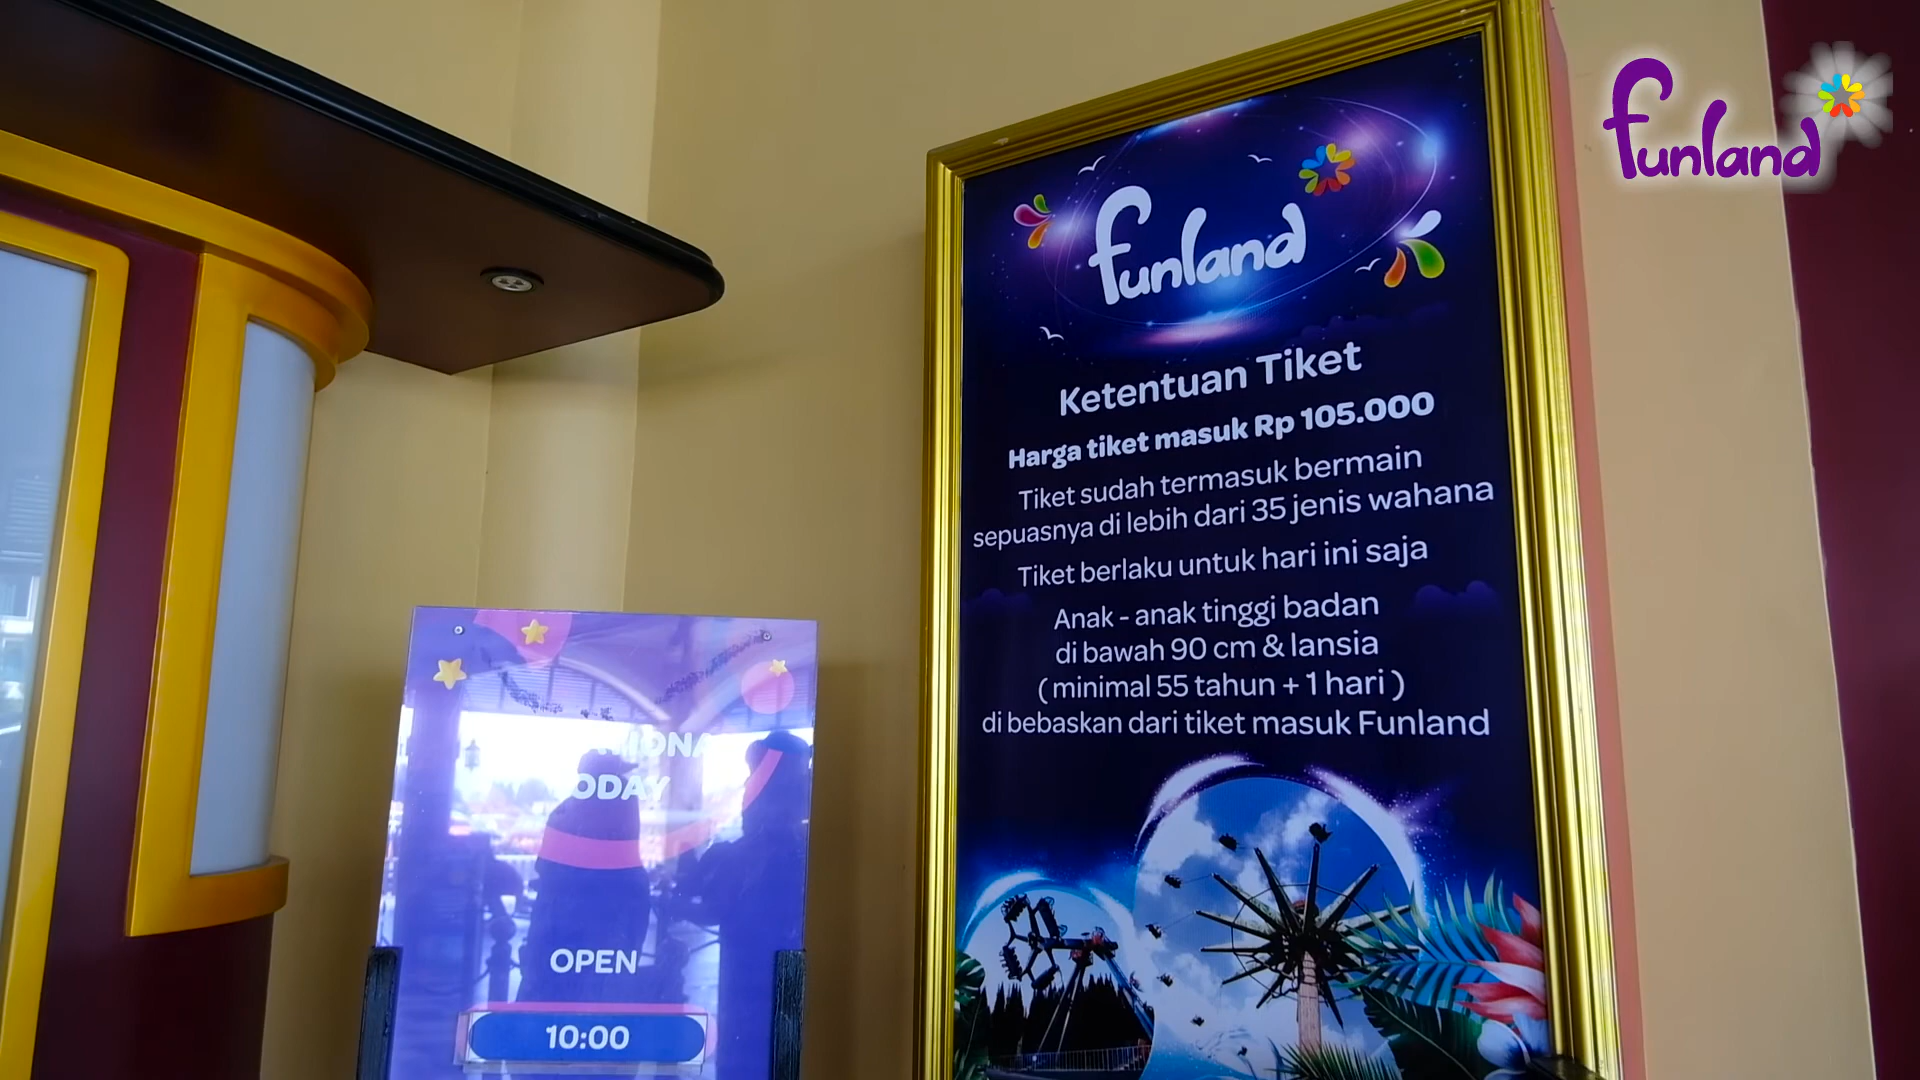 funland
funland
Ketentuan Tiket
Harga tiket masuk Rp 105.000
Tiket sudah termasuk bermain
sepuasnya di lebih dari 35 jenis wahana
Tiket berlaku untuk hari ini saja
Anak - anak tinggi badan
di bawah 90 cm & lansia
( minimal 55 tahun + 1 hari )
di bebaskan dari tiket masuk Funland
OPEN
10:00